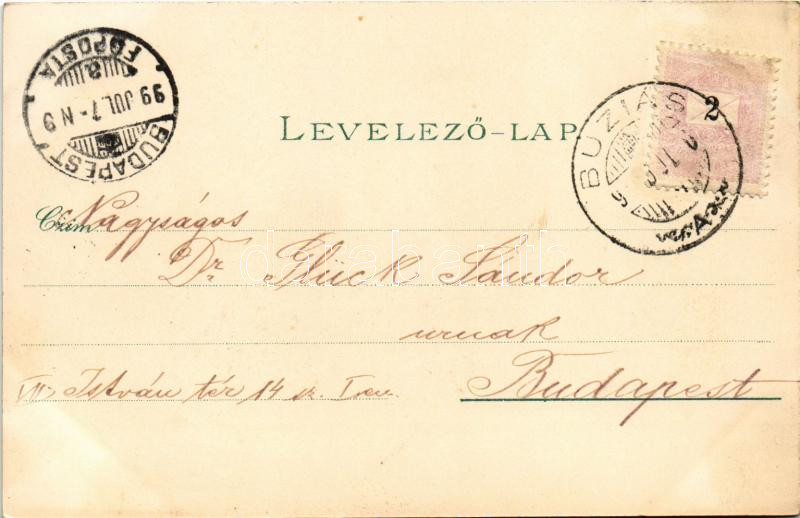 BUDAPEST
99 JUL. 7 - N 9
FŐPOSTA
BUZIÁS
2
LEVELEZŐ-LAP
Czím
Nagyságos
Dr. Glück Sándor
urnak
VII. István tér 14 sz. I em.
Budapest